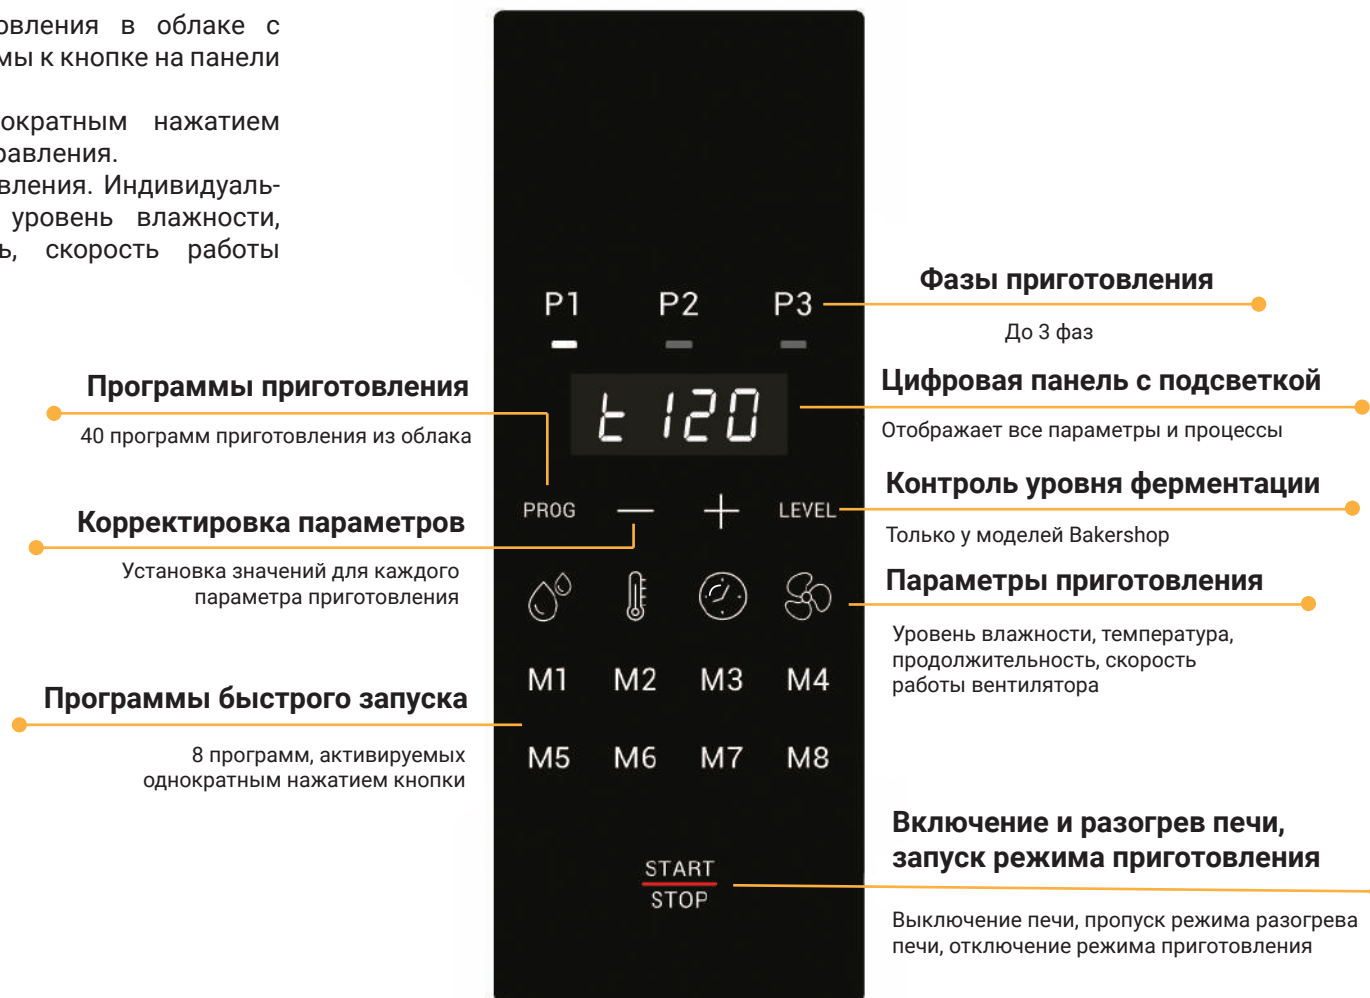 овления в облаке с
мы к кнопке на панели
ократным нажатием
равления.
вления. Индивидуаль-
уровень влажности,
ь, скорость работы
P1 P2 P3
Фазы приготовления
До 3 фаз
Программы приготовления
40 программ приготовления из облака
t 120
Цифровая панель с подсветкой
Отображает все параметры и процессы
PROG — + LEVEL
Контроль уровня ферментации
Только у моделей Bakershop
Корректировка параметров
Установка значений для каждого
параметра приготовления
Параметры приготовления
Уровень влажности, температура,
продолжительность, скорость
работы вентилятора
M1 M2 M3 M4
Программы быстрого запуска
8 программ, активируемых
однократным нажатием кнопки
M5 M6 M7 M8
START
STOP
Включение и разогрев печи,
запуск режима приготовления
Выключение печи, пропуск режима разогрева
печи, отключение режима приготовления